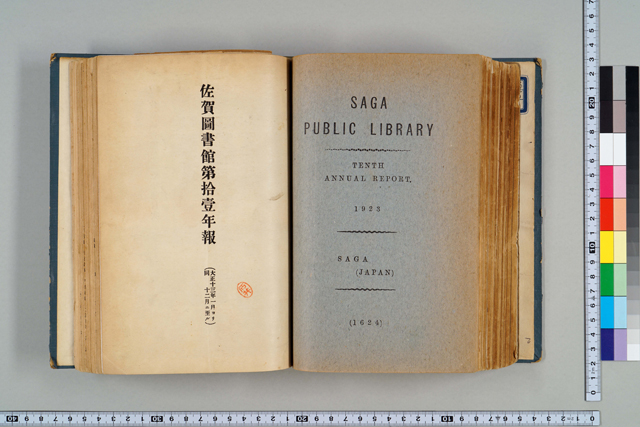 佐賀圖書館第拾壹年報
(大正十三年一月ヨリ
同 十二月ニ至ル)
SAGA
PUBLIC LIBRARY
TENTH
ANNUAL REPORT,
1923
SAGA
(JAPAN)
(1624)